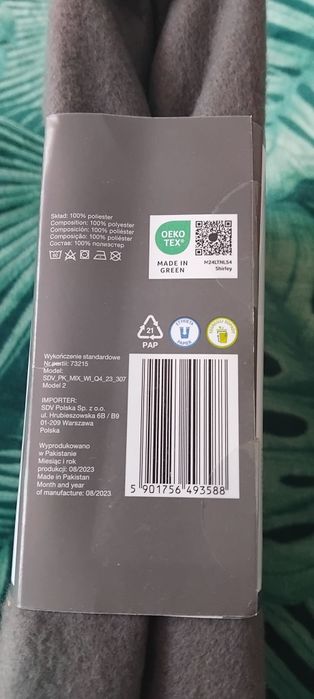 Skład: 100% poliester
Composition: 100% polyester
Composición: 100% poliéster
Composição: 100% poliéster
Состав: 100% полиэстер
OEKO
TEX®
MADE IN
GREEN
M24LTNL54
Shirley
21
PAP
Wykończenie standardowe
Nr partii: 73215
Model:
SDV_PK_MIX_WI_Q4_23_307
Model 2
IMPORTER:
SDV Polska Sp. z o.o.
ul. Hrubieszowska 6B / B9
01-209 Warszawa
Polska
Wyprodukowano
w Pakistanie
Miesiąc i rok
produkcji: 08/2023
Made in Pakistan
Month and year
of manufacture: 08/2023
5 901756 493588